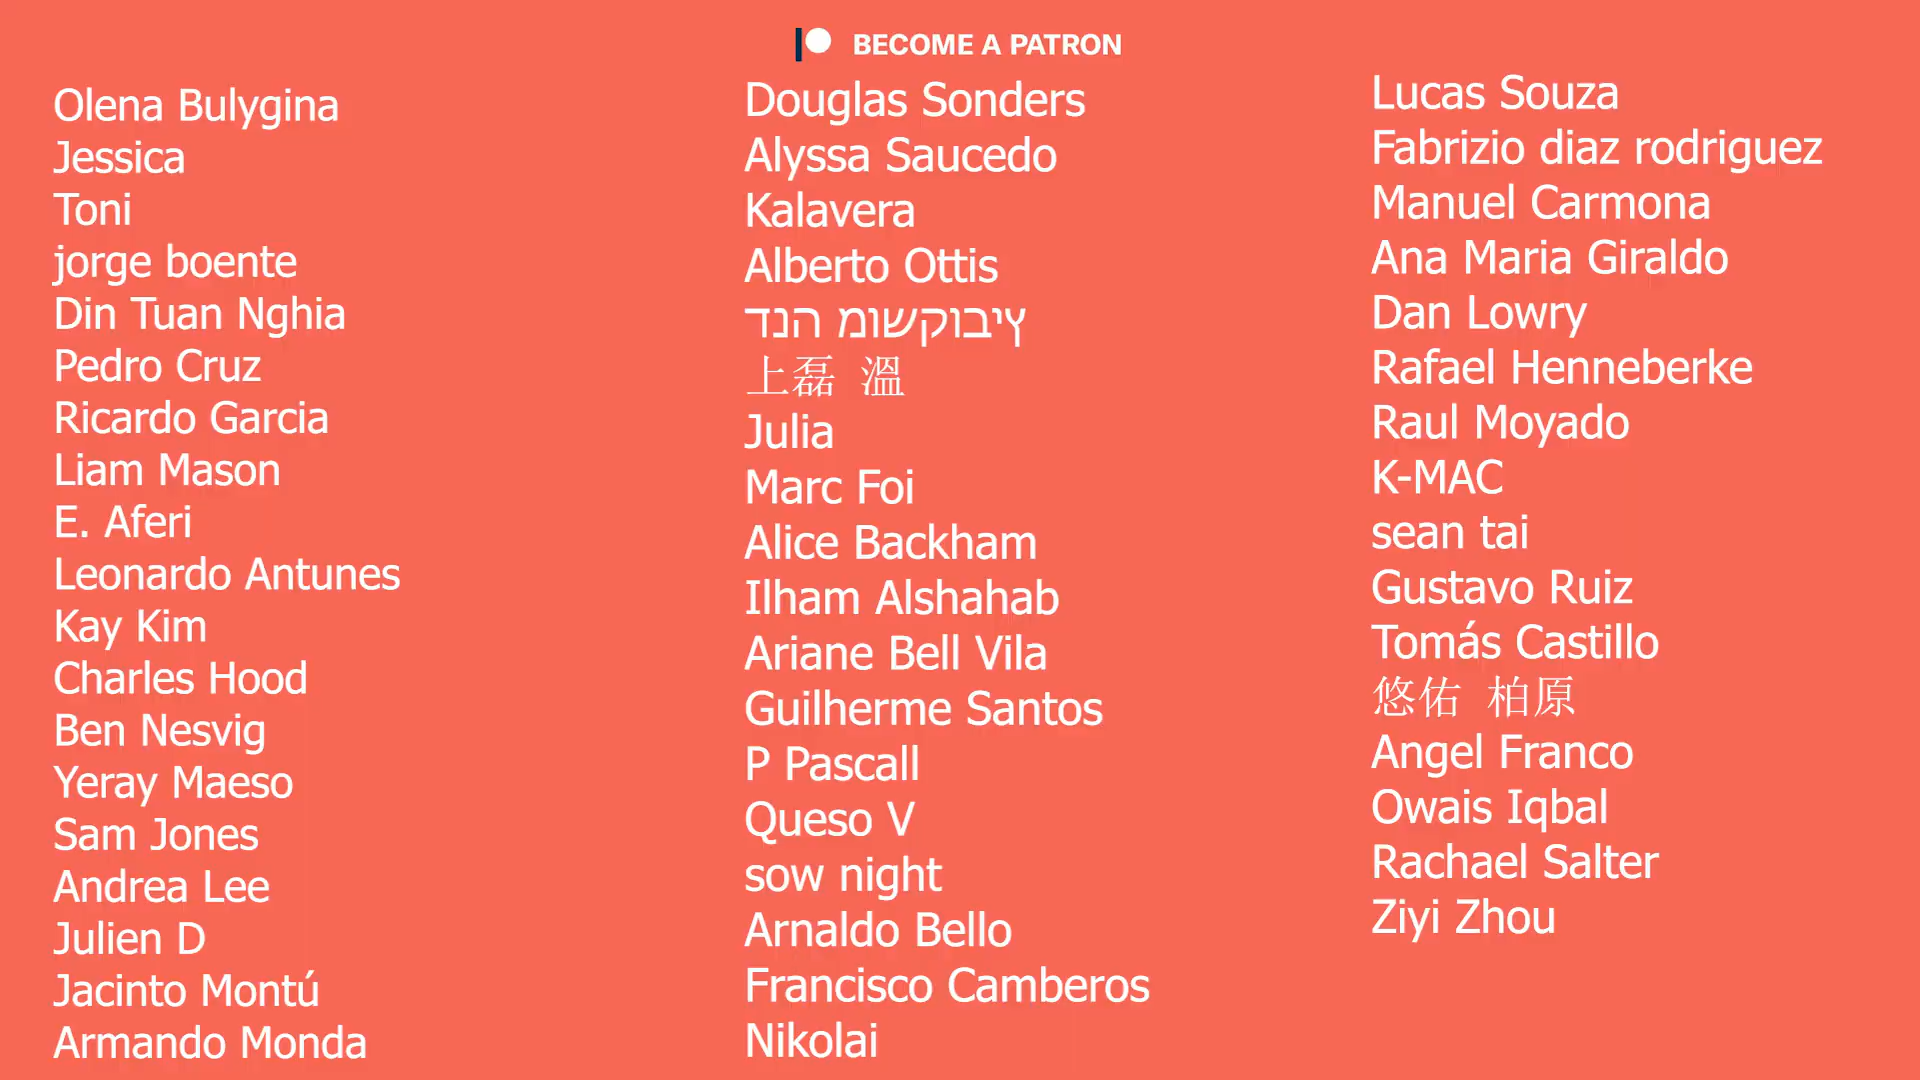 BECOME A PATRON
Olena Bulygina
Jessica
Toni
jorge boente
Din Tuan Nghia
Pedro Cruz
Ricardo Garcia
Liam Mason
E. Aferi
Leonardo Antunes
Kay Kim
Charles Hood
Ben Nesvig
Yeray Maeso
Sam Jones
Andrea Lee
Julien D
Jacinto Montú
Armando Monda
Douglas Sonders
Alyssa Saucedo
Kalavera
Alberto Ottis
דנה מושקוביץ
上磊 溫
Julia
Marc Foi
Alice Backham
Ilham Alshahab
Ariane Bell Vila
Guilherme Santos
P Pascall
Queso V
sow night
Arnaldo Bello
Francisco Camberos
Nikolai
Lucas Souza
Fabrizio diaz rodriguez
Manuel Carmona
Ana Maria Giraldo
Dan Lowry
Rafael Henneberke
Raul Moyado
K-MAC
sean tai
Gustavo Ruiz
Tomás Castillo
悠佑 柏原
Angel Franco
Owais Iqbal
Rachael Salter
Ziyi Zhou